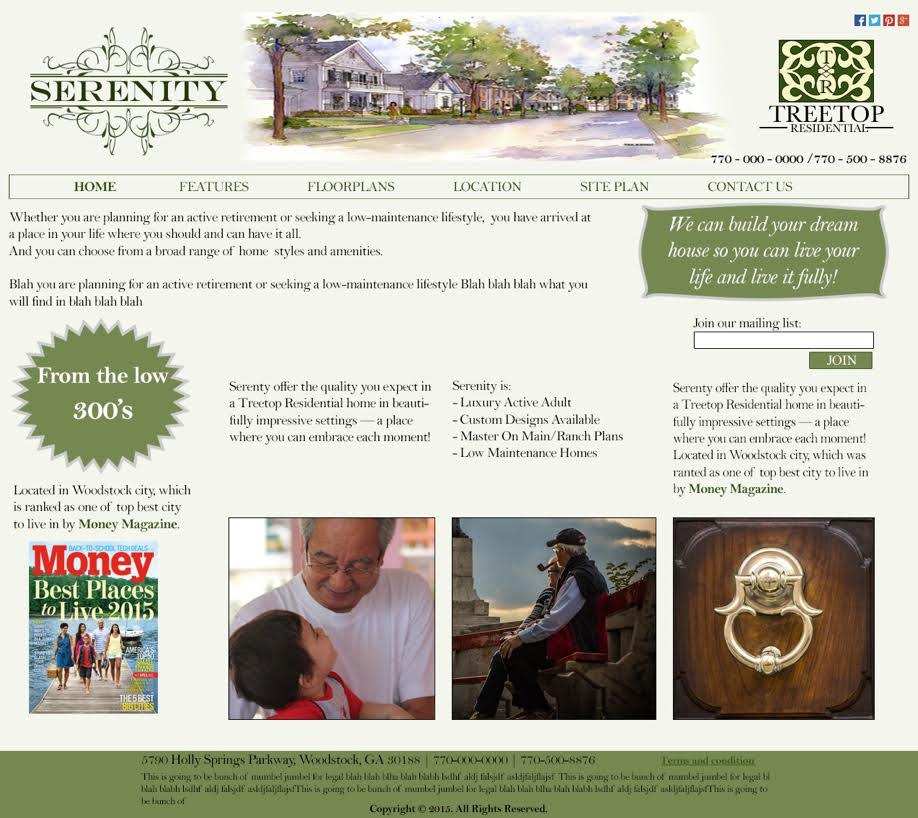 SERENITY
T
R
TREETOP
RESIDENTIAL
770 - 000 - 0000 / 770 - 500 - 8876
HOME FEATURES FLOORPLANS LOCATION SITE PLAN CONTACT US
Whether you are planning for an active retirement or seeking a low-maintenance lifestyle, you have arrived at
a place in your life where you should and can have it all.
And you can choose from a broad range of home styles and amenities.
Blah you are planning for an active retirement or seeking a low-maintenance lifestyle Blah blah blah what you
will find in blah blah blah
We can build your dream
house so you can live your
life and live it fully!
Join our mailing list:
JOIN
From the low
300's
Located in Woodstock city, which
is ranked as one of top best city
to live in by Money Magazine.
BACK-TO-SCHOOL TECH DEALS
Money
Best Places
to Live 2015
AMERICA'S
THE 5 BEST
BIG CITIES
Serenty offer the quality you expect in
a Treetop Residential home in beauti-
fully impressive settings — a place
where you can embrace each moment!
Serenity is:
- Luxury Active Adult
- Custom Designs Available
- Master On Main/Ranch Plans
- Low Maintenance Homes
Serenty offer the quality you expect in
a Treetop Residential home in beauti-
fully impressive settings — a place
where you can embrace each moment!
Located in Woodstock city, which was
ranted as one of top best city to live in
by Money Magazine.
5790 Holly Springs Parkway, Woodstock, GA 30188 | 770-000-0000 | 770-500-8876
Terms and condition
This is going to be bunch of mumbel jumbel for legal blah blah blhu blah blabh lsdhf aldj falsjdf asldjfaljflajsf This is going to be bunch of mumbel jumbel for legal bl
blah blabh lsdhf aldj falsjdf askljfaljflajsfThis is going to be bunch of mumbel jumbel for legal blah blah blhu blah blabh lsdhf aldj falsjdf askljfaljflajsfThis is going to
be bunch of
Copyright © 2015. All Rights Reserved.